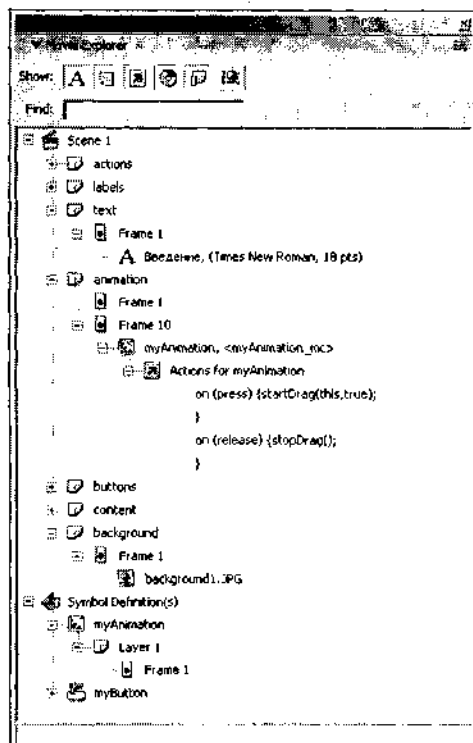 Movie Explorer
Show: A
Find:
Scene 1
actions
labels
text
Frame 1
A Введение, (Times New Roman, 18 pts)
animation
Frame 1
Frame 10
myAnimation, <myAnimation_mc>
Actions for myAnimation
on (press) {startDrag(this,true);
}
on (release) {stopDrag();
}
buttons
content
background
Frame 1
background1.JPG
Symbol Definition(s)
myAnimation
Layer 1
Frame 1
myButton